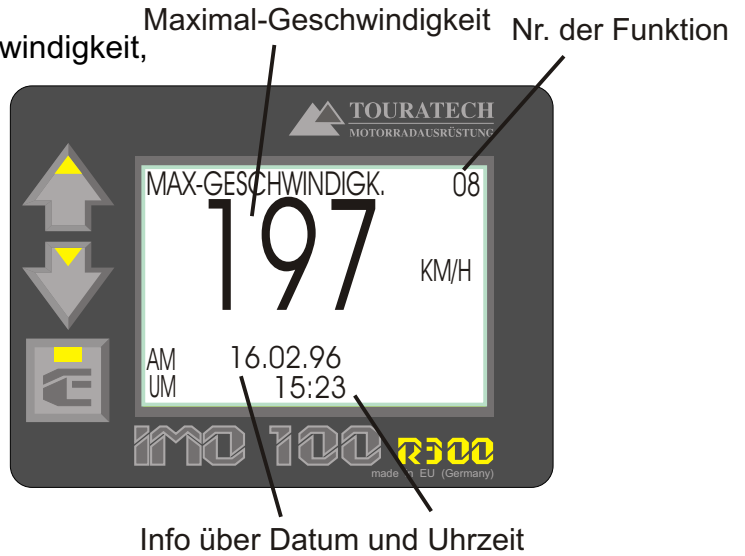 Maximal-Geschwindigkeit
Nr. der Funktion
windigkeit,
TOURATECH
MOTORRADAUSRÜSTUNG
MAX-GESCHWINDIGK. 08
197
KM/H
AM 16.02.96
UM 15:23
IMO 100 R300
made in EU (Germany)
Info über Datum und Uhrzeit